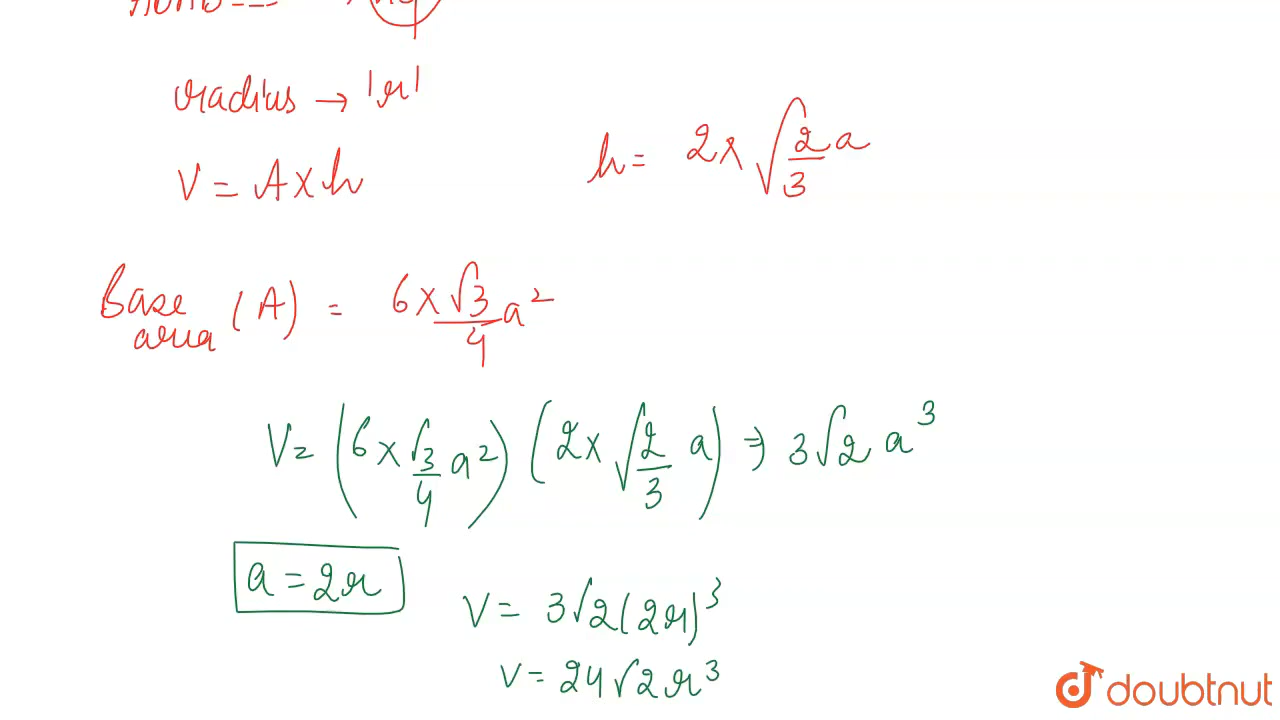 radius → 'r'
h = 2 × √(2/3) a
V = A × h
Base area (A) = 6 × √3/4 a²
V = (6 × √3/4 a²) (2 × √(2/3) a) ⇒ 3√2 a³
a = 2r
V = 3√2 (2r)³
V = 24√2 r³
doubtnut